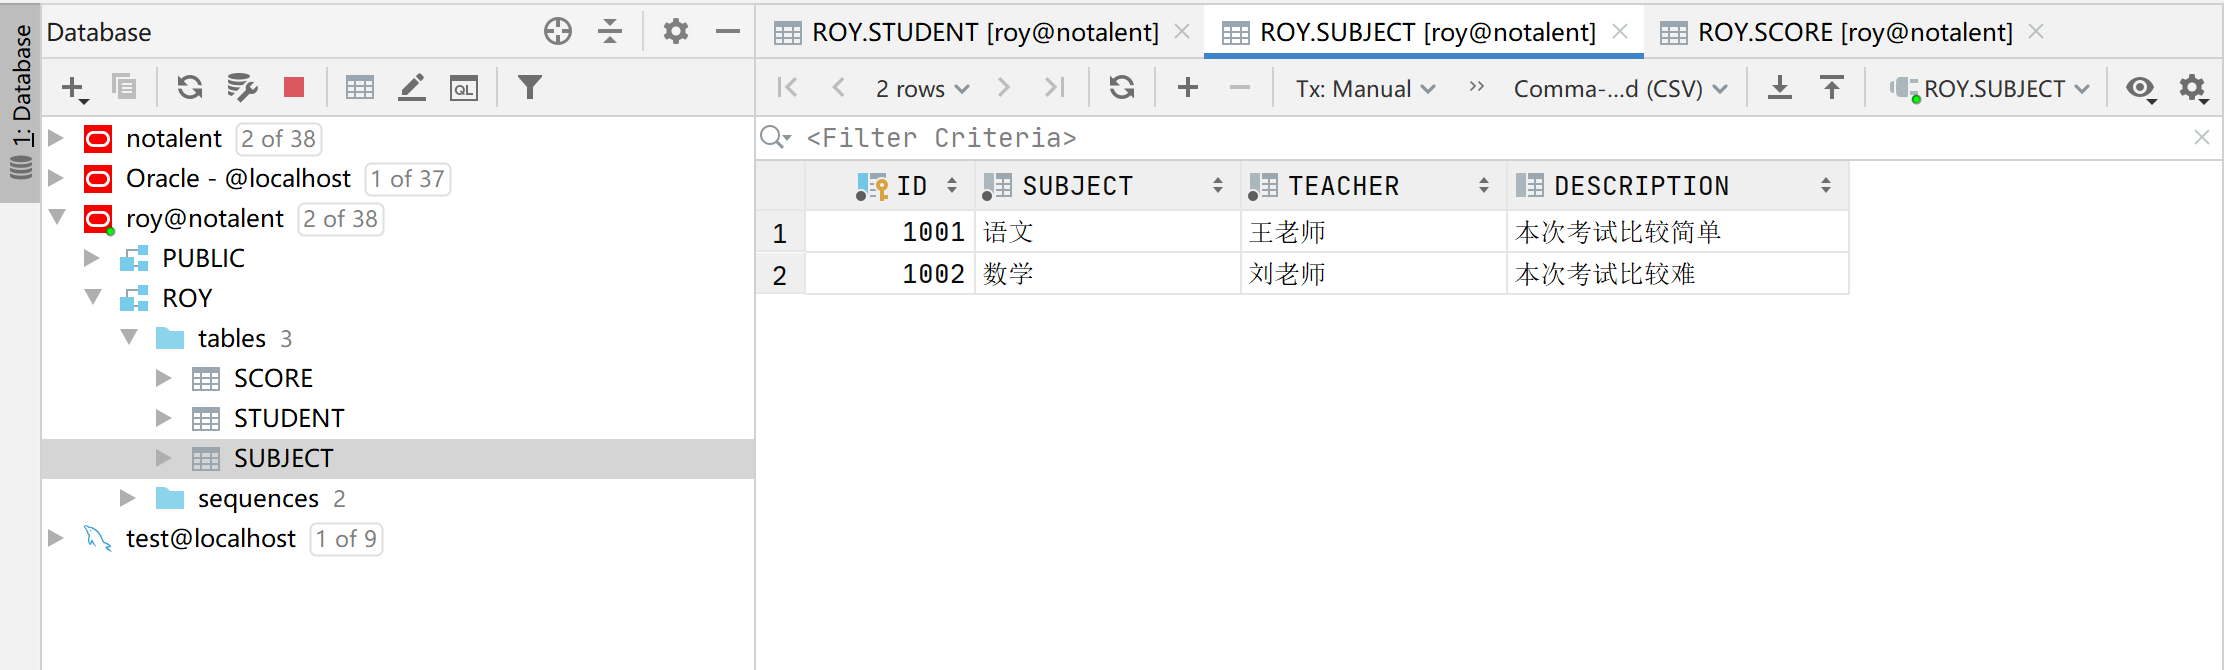 1: Database
Database
notalent 2 of 38
Oracle - @localhost 1 of 37
roy@notalent 2 of 38
PUBLIC
ROY
tables 3
SCORE
STUDENT
SUBJECT
sequences 2
test@localhost 1 of 9
ROY.STUDENT [roy@notalent] ROY.SUBJECT [roy@notalent] ROY.SCORE [roy@notalent]
2 rows Tx: Manual Comma-...d (CSV) ROY.SUBJECT
<Filter Criteria>
ID SUBJECT TEACHER DESCRIPTION
1 1001 语文 王老师 本次考试比较简单
2 1002 数学 刘老师 本次考试比较难
QL